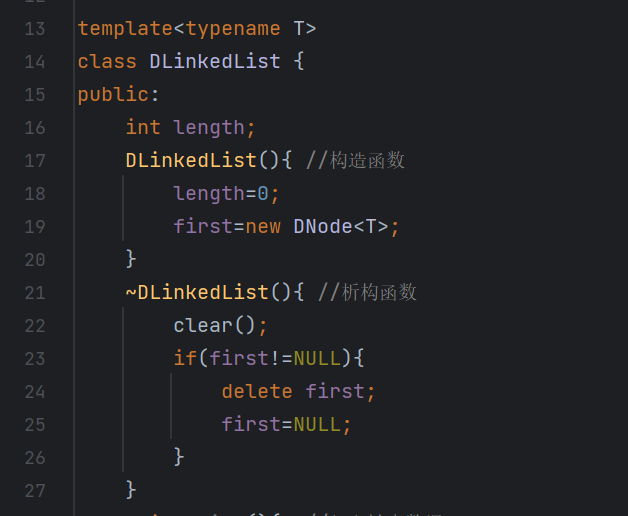 13 template<typename T>
14 class DLinkedList {
15 public:
16 int length;
17 DLinkedList(){ //构造函数
18 length=0;
19 first=new DNode<T>;
20 }
21 ~DLinkedList(){ //析构函数
22 clear();
23 if(first!=NULL){
24 delete first;
25 first=NULL;
26 }
27 }